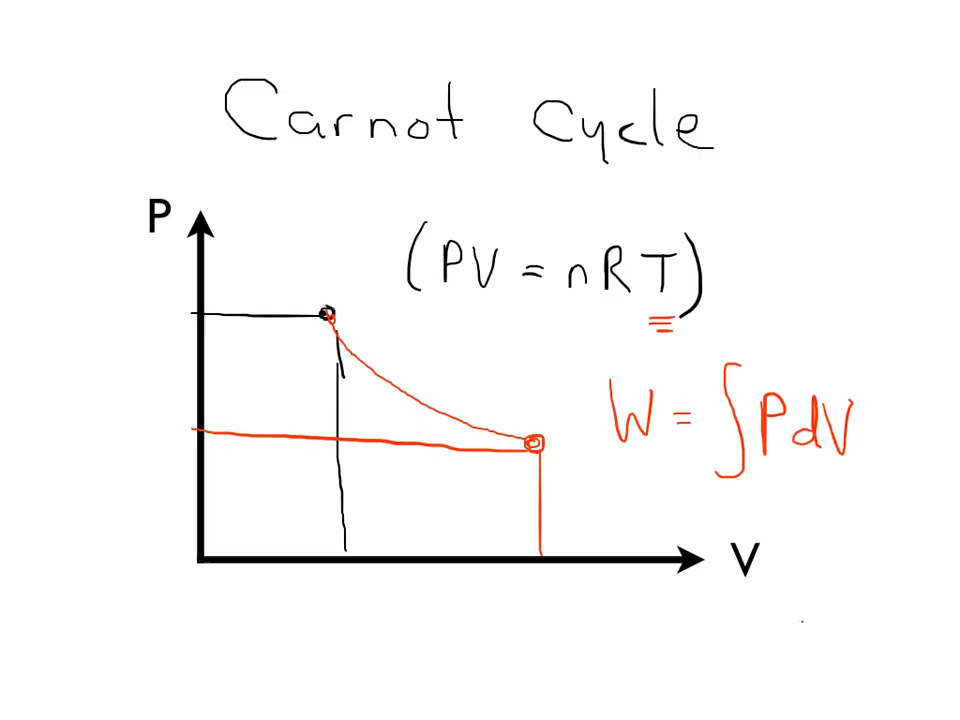 Carnot Cycle
P
(PV = nRT)
W = ∫PdV
V